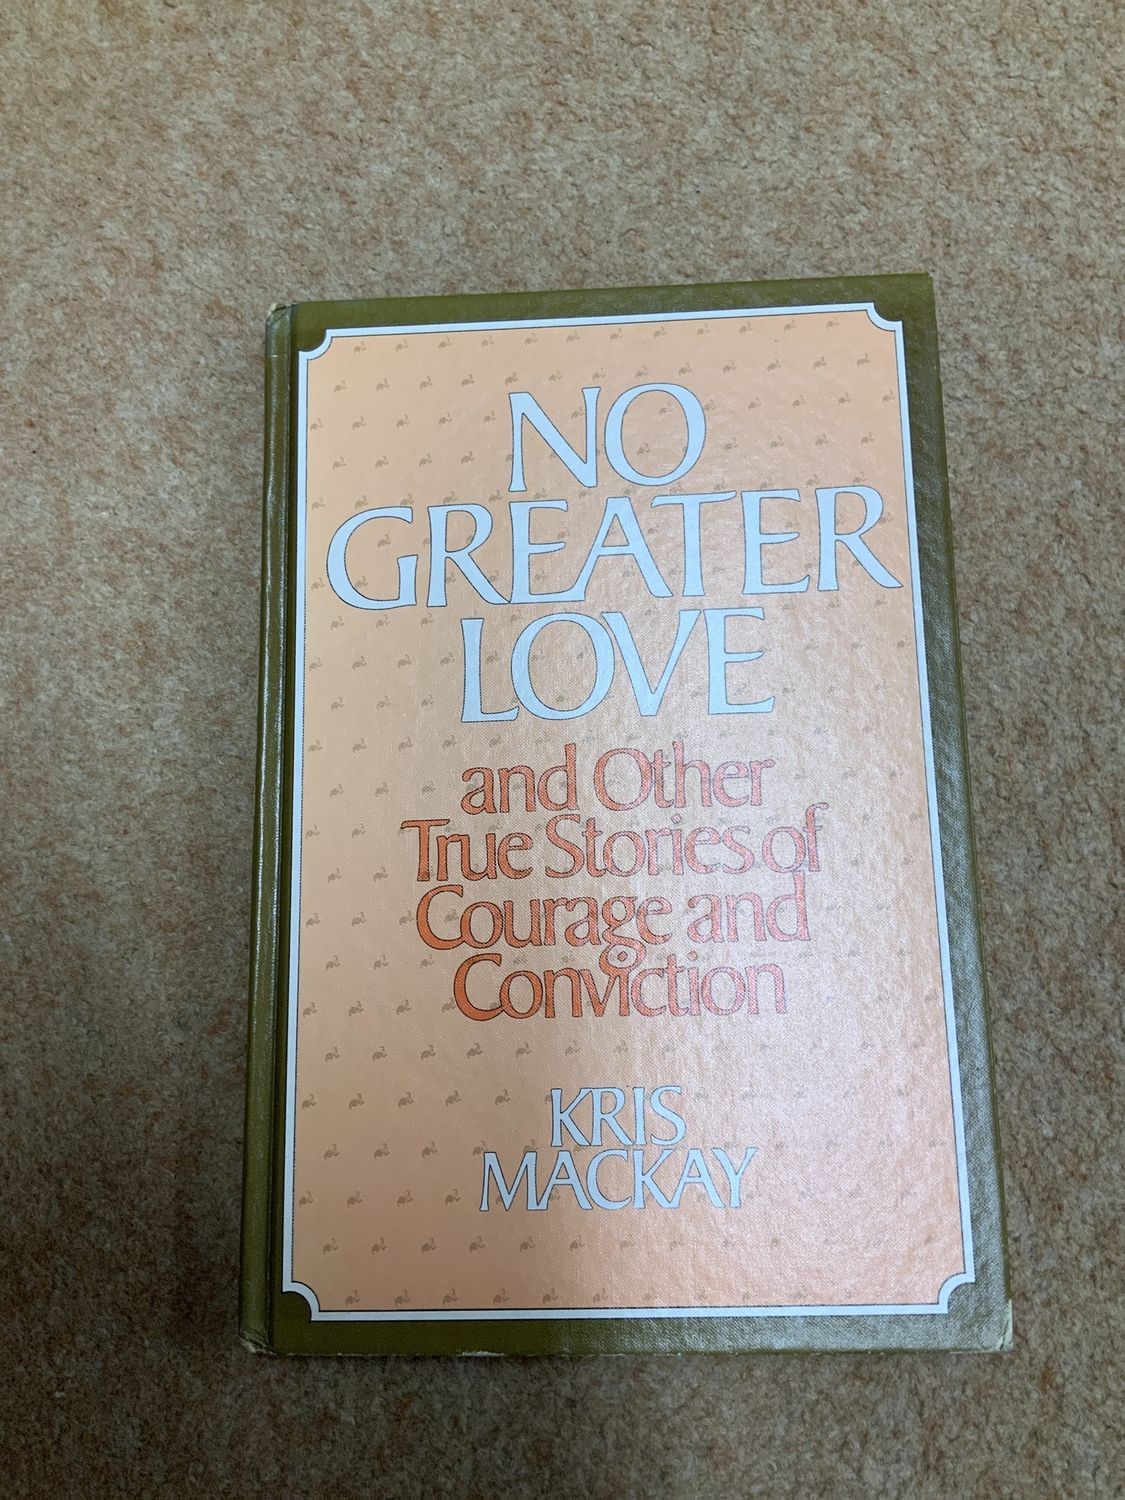 NO
GREATER
LOVE
and Other
True Stories of
Courage and
Conviction
KRIS
MACKAY